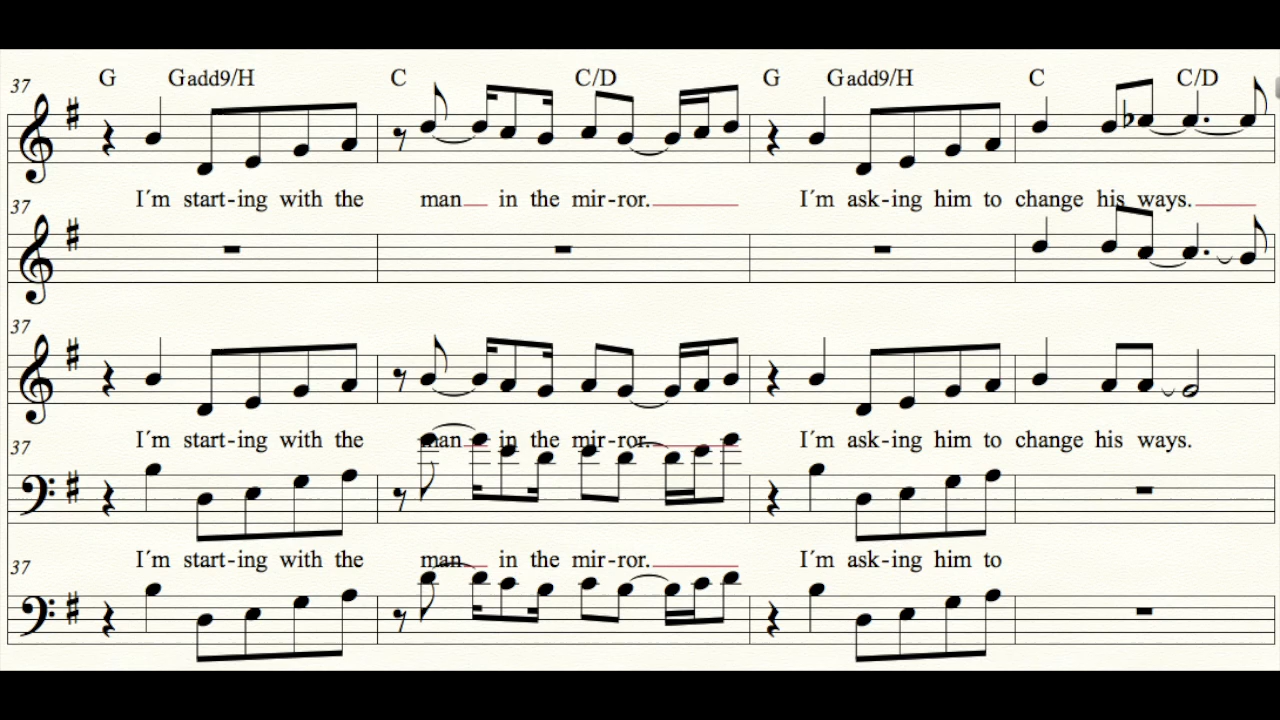 G Gadd9/H C C/D G Gadd9/H C C/D
37
I´m start-ing with the man in the mir-ror. I´m ask-ing him to change his ways.
37
37
I´m start-ing with the man in the mir-ror. I´m ask-ing him to change his ways.
37
I´m start-ing with the man in the mir-ror. I´m ask-ing him to
37